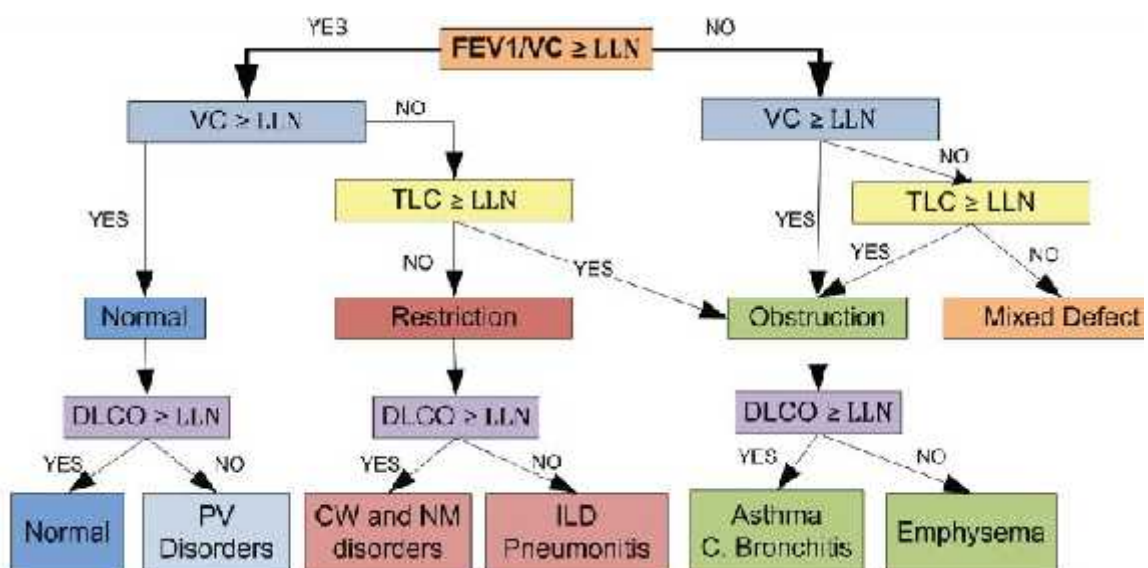 YES
FEV1/VC ≥ LLN
NO
VC ≥ LLN
NO
VC ≥ LLN
NO
YES
TLC ≥ LLN
YES
TLC ≥ LLN
NO
YES
YES
NO
Normal
Restriction
Obstruction
Mixed Defect
DLCO ≥ LLN
DLCO ≥ LLN
DLCO ≥ LLN
YES
NO
YES
NO
YES
NO
Normal
PV
Disorders
CW and NM
disorders
ILD
Pneumonitis
Asthma
C. Bronchitis
Emphysema